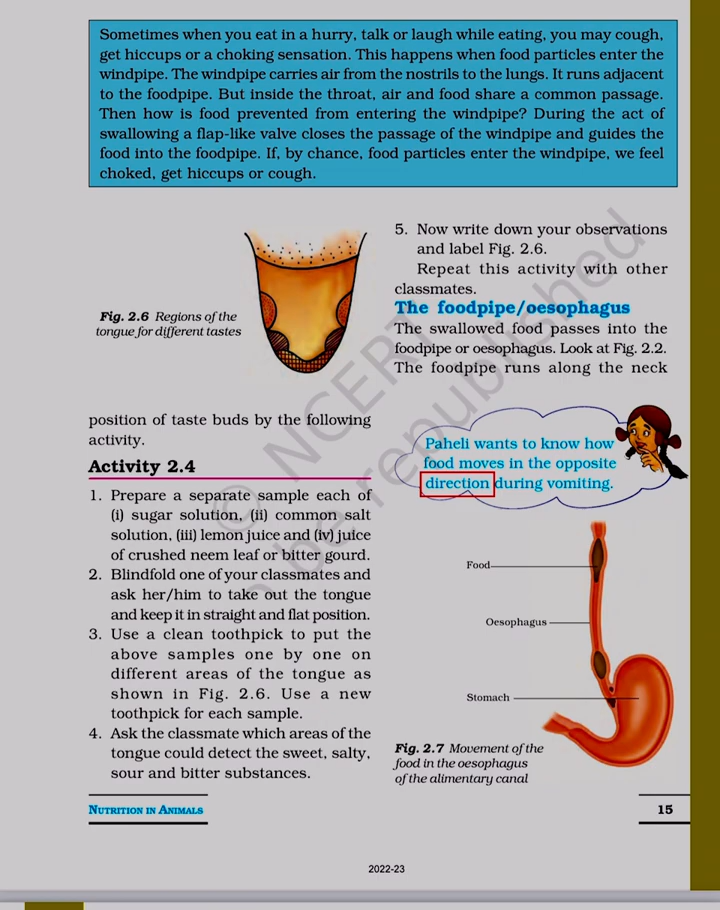 Sometimes when you eat in a hurry, talk or laugh while eating, you may cough,
get hiccups or a choking sensation. This happens when food particles enter the
windpipe. The windpipe carries air from the nostrils to the lungs. It runs adjacent
to the foodpipe. But inside the throat, air and food share a common passage.
Then how is food prevented from entering the windpipe? During the act of
swallowing a flap-like valve closes the passage of the windpipe and guides the
food into the foodpipe. If, by chance, food particles enter the windpipe, we feel
choked, get hiccups or cough.
Fig. 2.6 Regions of the
tongue for different tastes
position of taste buds by the following
activity.
Activity 2.4
1. Prepare a separate sample each of
(i) sugar solution, (ii) common salt
solution, (iii) lemon juice and (iv) juice
of crushed neem leaf or bitter gourd.
2. Blindfold one of your classmates and
ask her/him to take out the tongue
and keep it in straight and flat position.
3. Use a clean toothpick to put the
above samples one by one on
different areas of the tongue as
shown in Fig. 2.6. Use a new
toothpick for each sample.
4. Ask the classmate which areas of the
tongue could detect the sweet, salty,
sour and bitter substances.
5. Now write down your observations
and label Fig. 2.6.
Repeat this activity with other
classmates.
The foodpipe/oesophagus
The swallowed food passes into the
foodpipe or oesophagus. Look at Fig. 2.2.
The foodpipe runs along the neck
Paheli wants to know how
food moves in the opposite
direction during vomiting.
Food
Oesophagus
Stomach
Fig. 2.7 Movement of the
food in the oesophagus
of the alimentary canal
NUTRITION IN ANIMALS
15
2022-23
© NCERT
be republished